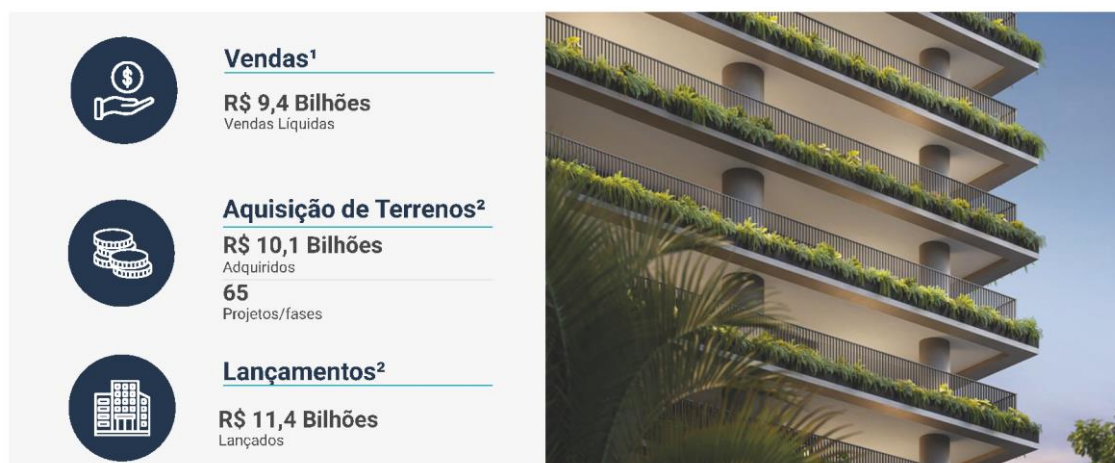 $
Vendas¹
R$ 9,4 Bilhões
Vendas Líquidas
Aquisição de Terrenos²
R$ 10,1 Bilhões
Adquiridos
65
Projetos/fases
Lançamentos²
R$ 11,4 Bilhões
Lançados